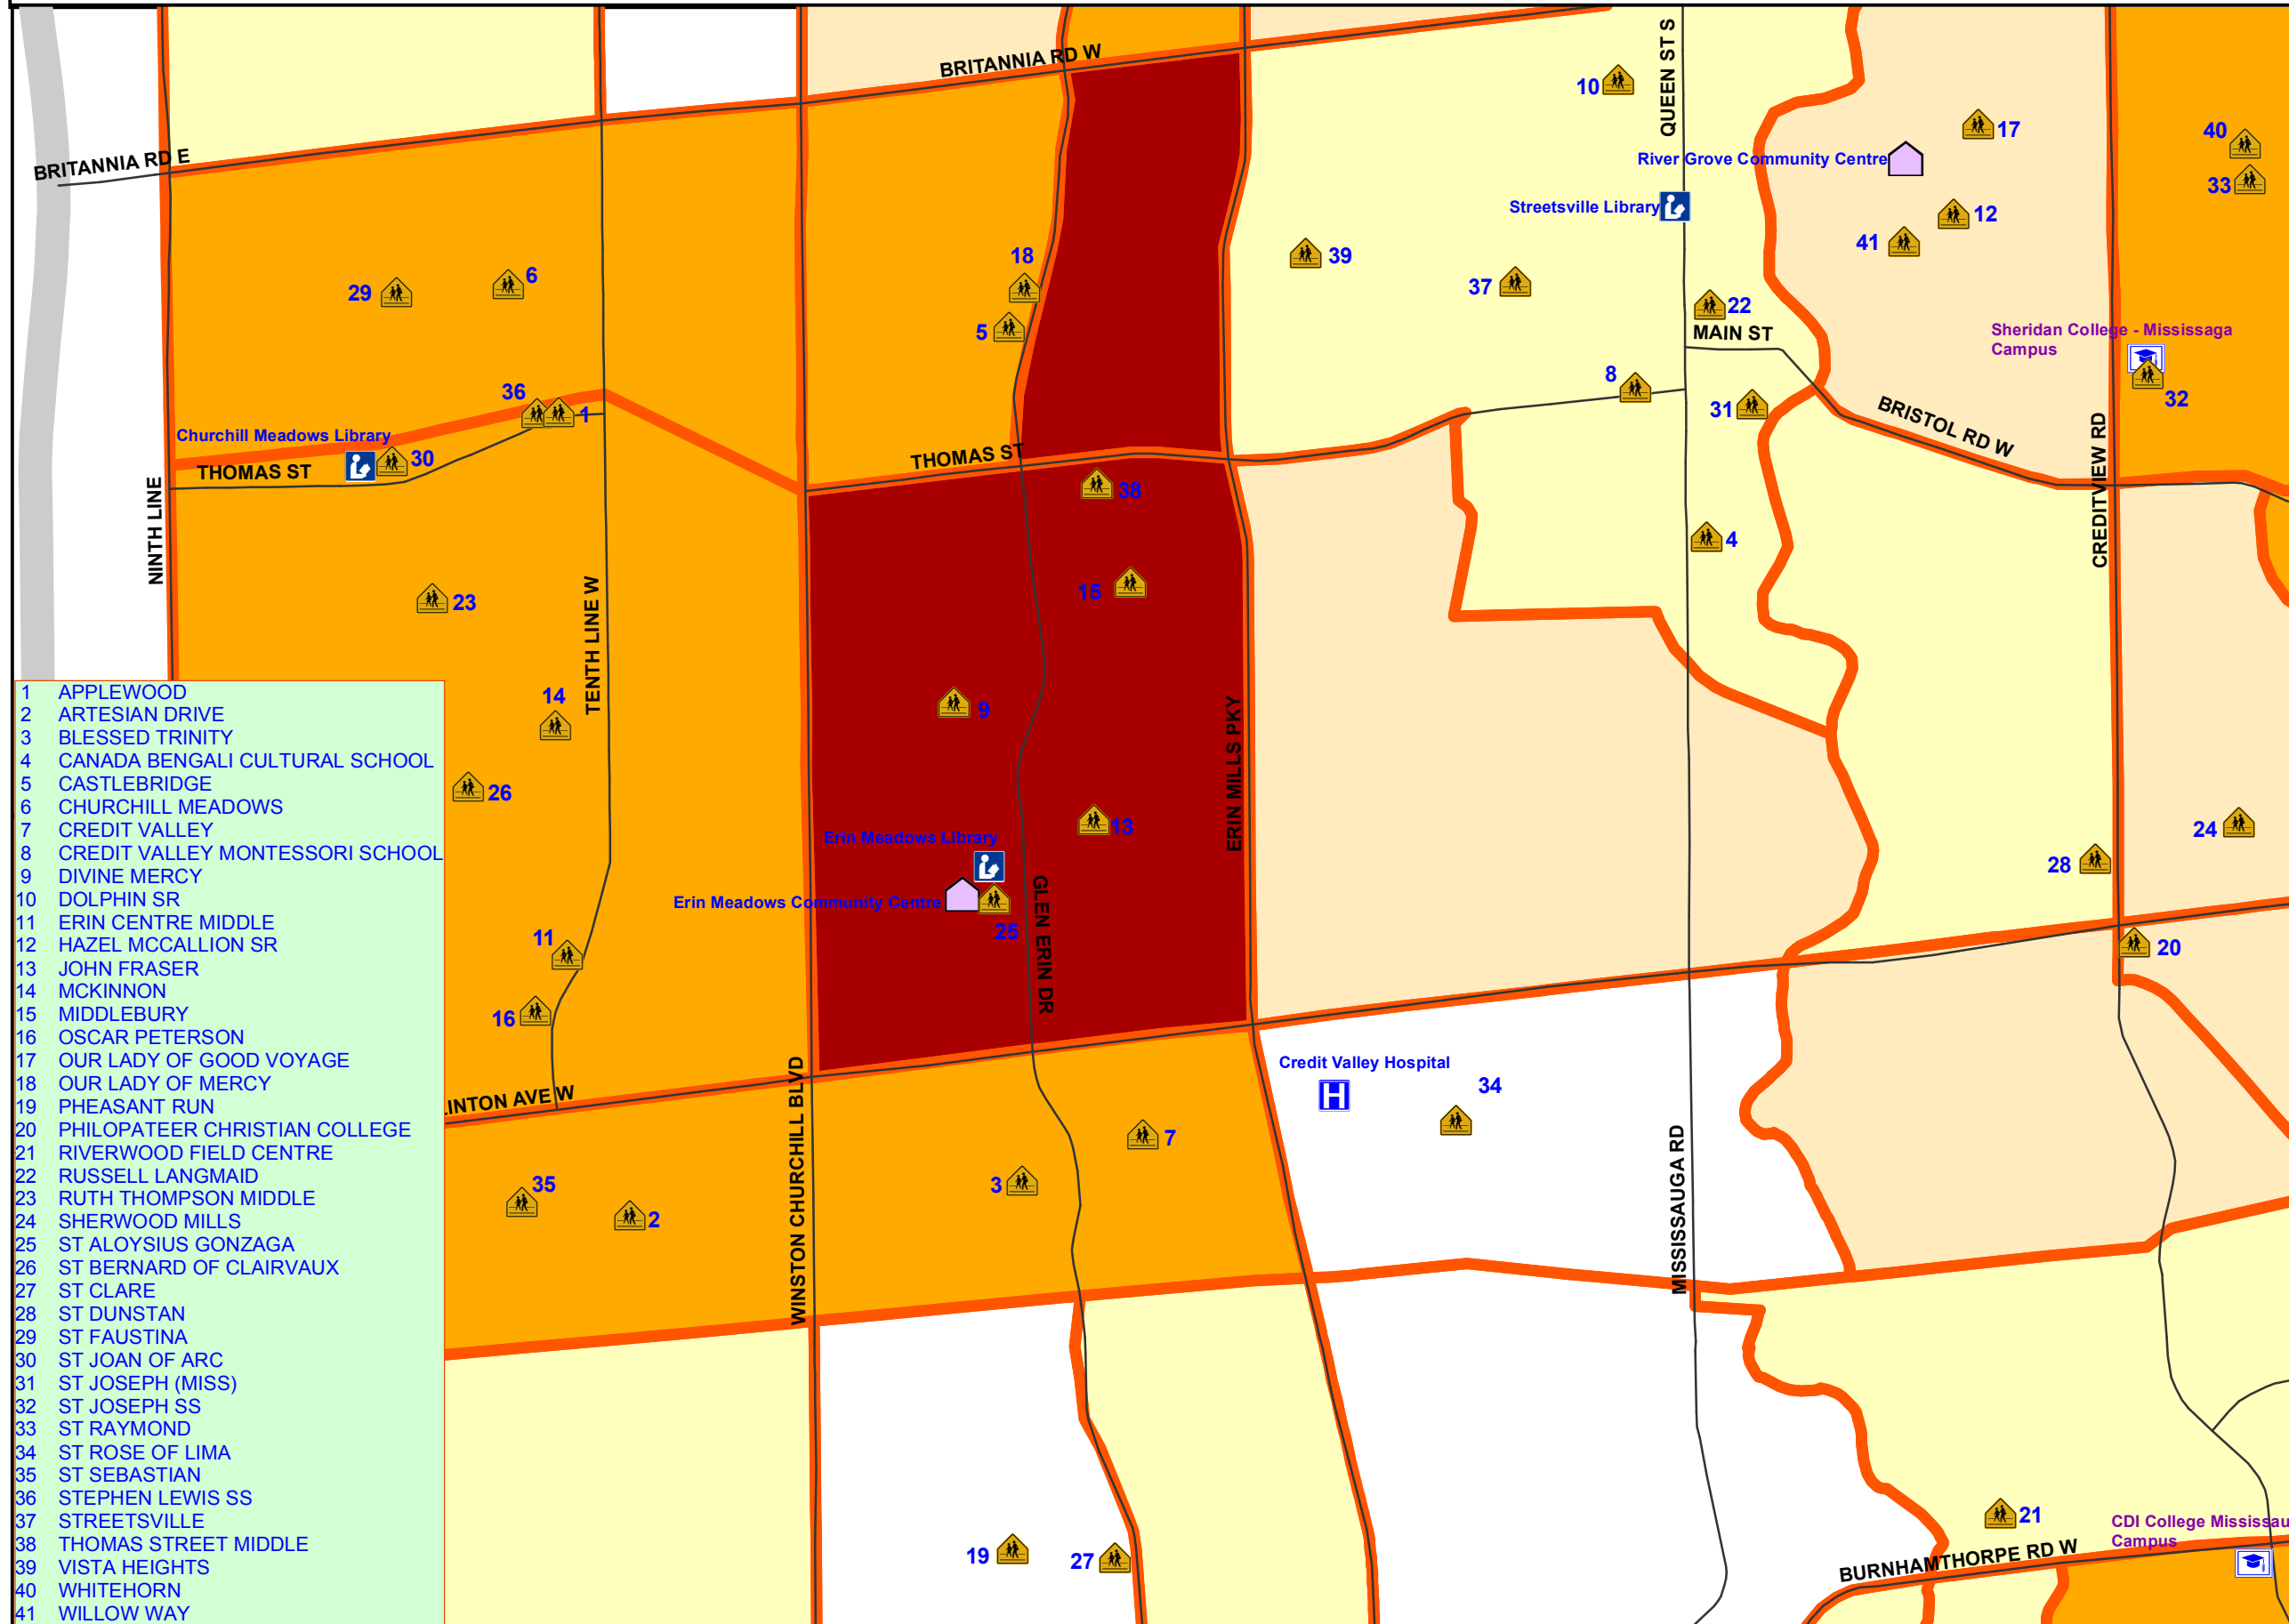 BRITANNIA RD W
QUEEN ST S
10
17
40
BRITANNIA RD E
River Grove Community Centre
33
Streetsville Library
12
41
18
39
29
6
37
22
5
MAIN ST
Sheridan College - Mississaga
Campus
8
32
36
1
31
BRISTOL RD W
CREDITVIEW RD
Churchill Meadows Library
30
THOMAS ST
THOMAS ST
NINTH LINE
38
4
23
TENTH LINE W
15
14
9
ERIN MILLS PKY
26
13
24
Erin Meadows Library
28
Erin Meadows Community Centre
GLEN ERIN DR
25
11
20
16
Credit Valley Hospital
H
34
LINTON AVE W
WINSTON CHURCHILL BLVD
7
MISSISSAUGA RD
3
35
2
21
CDI College Mississau
Campus
19
27
BURNHAMTHORPE RD W
1 APPLEWOOD
2 ARTESIAN DRIVE
3 BLESSED TRINITY
4 CANADA BENGALI CULTURAL SCHOOL
5 CASTLEBRIDGE
6 CHURCHILL MEADOWS
7 CREDIT VALLEY
8 CREDIT VALLEY MONTESSORI SCHOOL
9 DIVINE MERCY
10 DOLPHIN SR
11 ERIN CENTRE MIDDLE
12 HAZEL MCCALLION SR
13 JOHN FRASER
14 MCKINNON
15 MIDDLEBURY
16 OSCAR PETERSON
17 OUR LADY OF GOOD VOYAGE
18 OUR LADY OF MERCY
19 PHEASANT RUN
20 PHILOPATEER CHRISTIAN COLLEGE
21 RIVERWOOD FIELD CENTRE
22 RUSSELL LANGMAID
23 RUTH THOMPSON MIDDLE
24 SHERWOOD MILLS
25 ST ALOYSIUS GONZAGA
26 ST BERNARD OF CLAIRVAUX
27 ST CLARE
28 ST DUNSTAN
29 ST FAUSTINA
30 ST JOAN OF ARC
31 ST JOSEPH (MISS)
32 ST JOSEPH SS
33 ST RAYMOND
34 ST ROSE OF LIMA
35 ST SEBASTIAN
36 STEPHEN LEWIS SS
37 STREETSVILLE
38 THOMAS STREET MIDDLE
39 VISTA HEIGHTS
40 WHITEHORN
41 WILLOW WAY